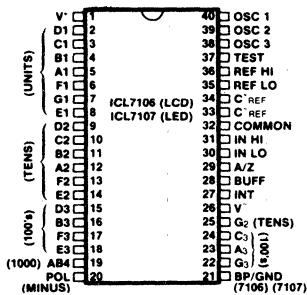 V⁺ 1 40 OSC 1
D1 2 39 OSC 2
C1 3 38 OSC 3
B1 4 37 TEST
(UNITS) A1 5 36 REF HI
F1 6 35 REF LO
G1 7 34 C⁺REF
E1 8 33 C⁻REF
ICL7106 (LCD)
ICL7107 (LED)
D2 9 32 COMMON
C2 10 31 IN HI
B2 11 30 IN LO
(TENS) A2 12 29 A/Z
F2 13 28 BUFF
E2 14 27 INT
D3 15 26 V⁻
(100's) B3 16 25 G2 (TENS)
F3 17 24 C3
E3 18 23 A3 (100's)
(1000) AB4 19 22 G3
POL 20 21 BP/GND
(MINUS) (7106) (7107)